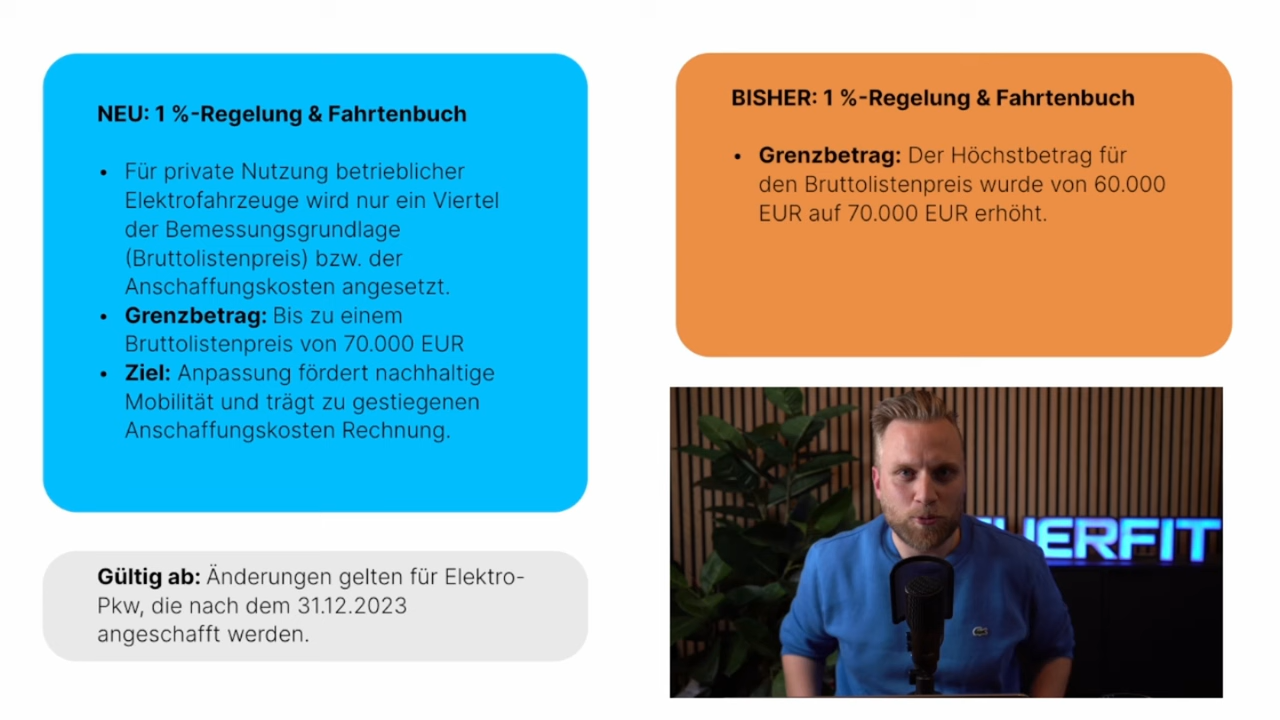 NEU: 1 %-Regelung & Fahrtenbuch
• Für private Nutzung betrieblicher
Elektrofahrzeuge wird nur ein Viertel
der Bemessungsgrundlage
(Bruttolistenpreis) bzw. der
Anschaffungskosten angesetzt.
• Grenzbetrag: Bis zu einem
Bruttolistenpreis von 70.000 EUR
• Ziel: Anpassung fördert nachhaltige
Mobilität und trägt zu gestiegenen
Anschaffungskosten Rechnung.
Gültig ab: Änderungen gelten für Elektro-
Pkw, die nach dem 31.12.2023
angeschafft werden.
BISHER: 1 %-Regelung & Fahrtenbuch
• Grenzbetrag: Der Höchstbetrag für
den Bruttolistenpreis wurde von 60.000
EUR auf 70.000 EUR erhöht.
UERFIT